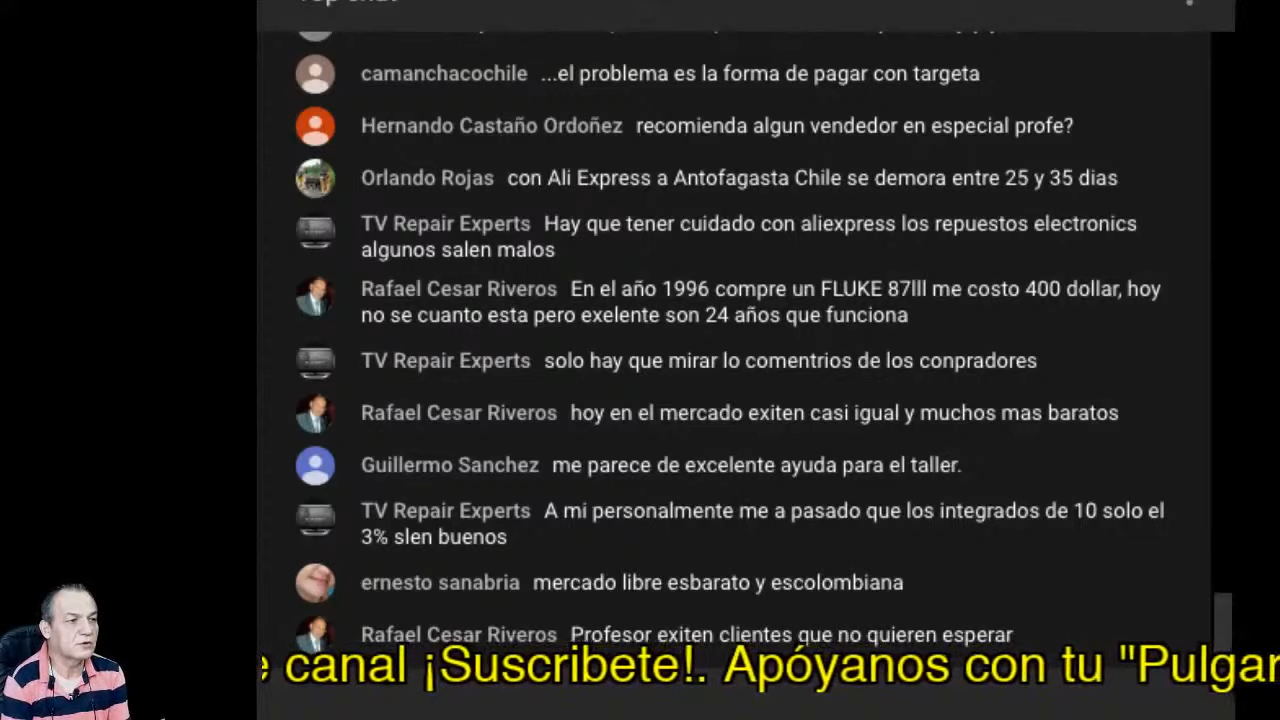 Top chat
camanchacochile ...el problema es la forma de pagar con targeta
Hernando Castaño Ordoñez recomienda algun vendedor en especial profe?
Orlando Rojas con Ali Express a Antofagasta Chile se demora entre 25 y 35 dias
TV Repair Experts Hay que tener cuidado con aliexpress los repuestos electronics
algunos salen malos
Rafael Cesar Riveros En el año 1996 compre un FLUKE 87lll me costo 400 dollar, hoy
no se cuanto esta pero exelente son 24 años que funciona
TV Repair Experts solo hay que mirar lo comentrios de los conpradores
Rafael Cesar Riveros hoy en el mercado exiten casi igual y muchos mas baratos
Guillermo Sanchez me parece de excelente ayuda para el taller.
TV Repair Experts A mi personalmente me a pasado que los integrados de 10 solo el
3% slen buenos
ernesto sanabria mercado libre esbarato y escolombiana
Rafael Cesar Riveros Profesor exiten clientes que no quieren esperar
e canal ¡Suscribete!. Apóyanos con tu "Pulgar